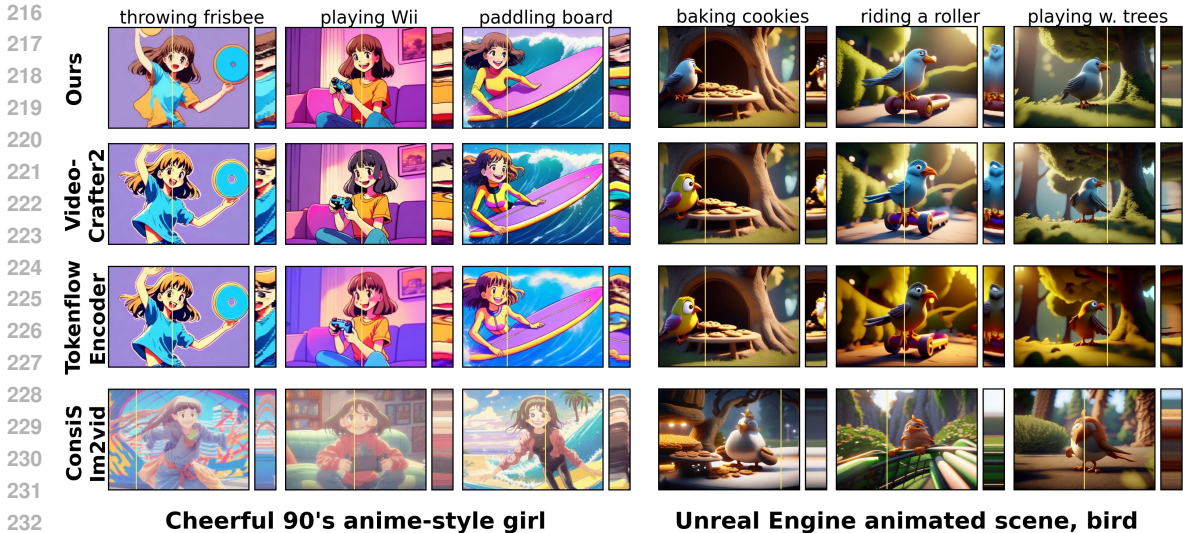 216
throwing frisbee playing Wii paddling board baking cookies riding a roller playing w. trees
217
218
219
Ours
220
221
222
223
Video-
Crafter2
224
225
226
227
Tokenflow
Encoder
228
229
230
231
ConsiS
Im2vid
232
Cheerful 90's anime-style girl Unreal Engine animated scene, bird